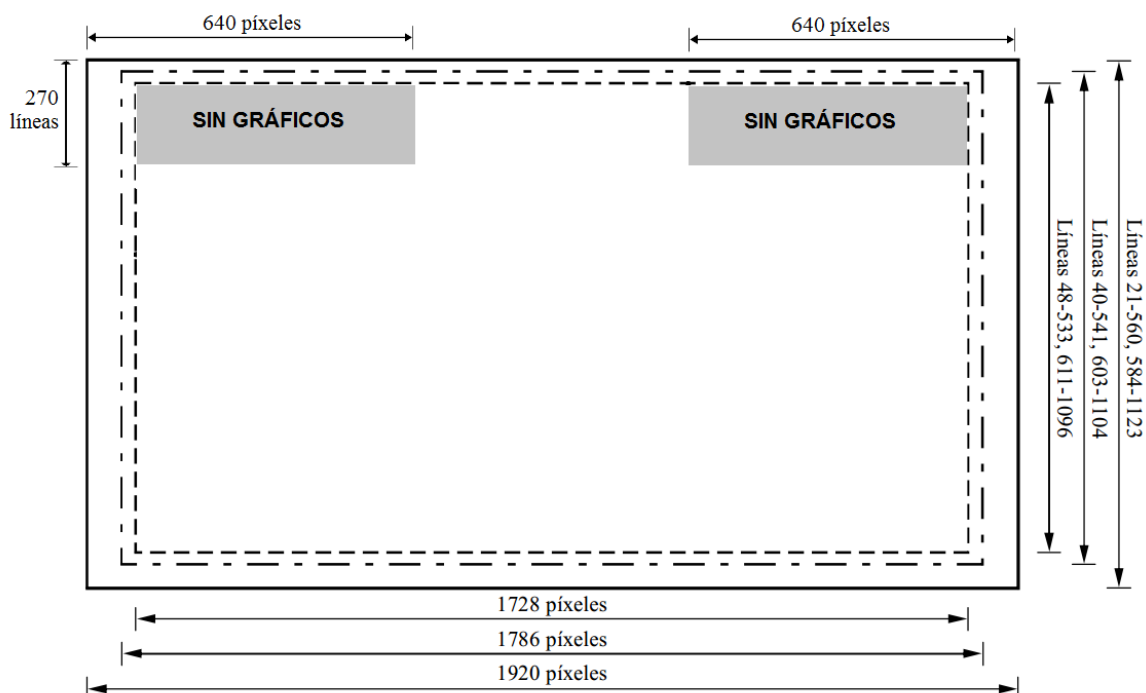 640 píxeles
640 píxeles
270
líneas
SIN GRÁFICOS
SIN GRÁFICOS
Líneas 48-533, 611-1096
Líneas 40-541, 603-1104
Líneas 21-560, 584-1123
1728 píxeles
1786 píxeles
1920 píxeles